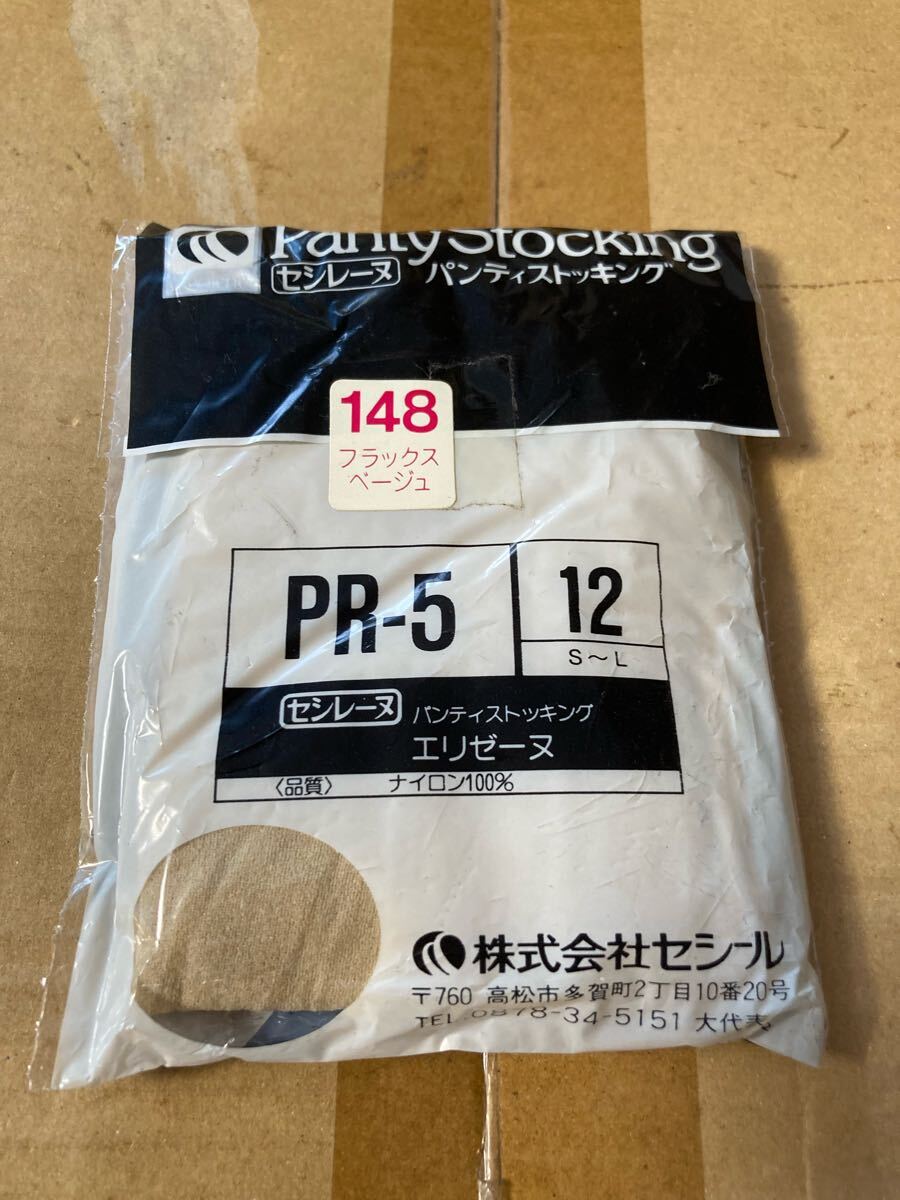 Panty Stocking
セシレーヌ パンティストッキング
148
フラックス
ベージュ
PR-5
12
S~L
セシレーヌ パンティストッキング
エリゼーヌ
〈品質〉 ナイロン100%
株式会社セシール
〒760 高松市多賀町2丁目10番20号
TEL.0878-34-5151 大代表